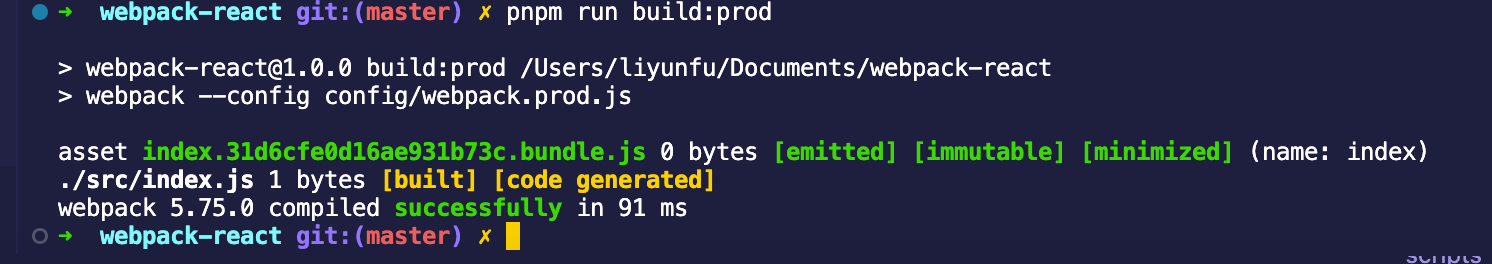 ➜ webpack-react git:(master) ✗ pnpm run build:prod
> webpack-react@1.0.0 build:prod /Users/liyunfu/Documents/webpack-react
> webpack --config config/webpack.prod.js
asset index.31d6cfe0d16ae931b73c.bundle.js 0 bytes [emitted] [immutable] [minimized] (name: index)
./src/index.js 1 bytes [built] [code generated]
webpack 5.75.0 compiled successfully in 91 ms
➜ webpack-react git:(master) ✗
scripts